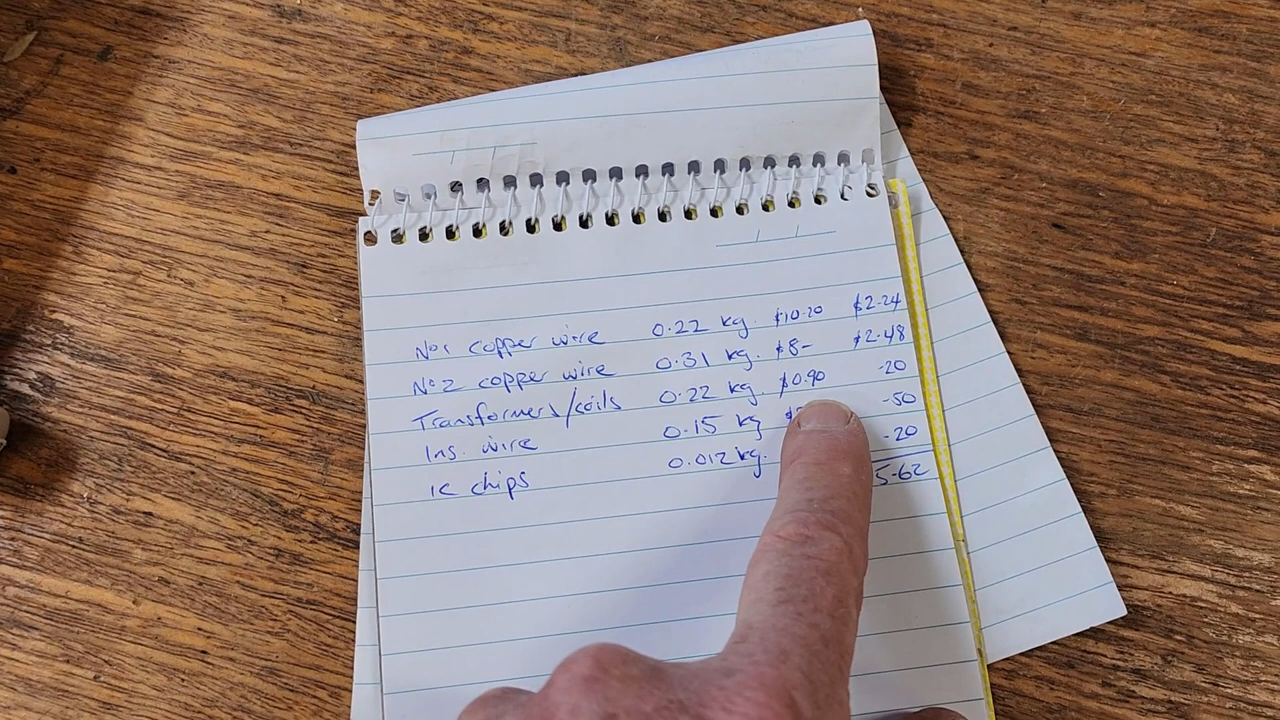 No1 copper wire 0.22 kg. $10.20 $2.24
No2 copper wire 0.31 kg. $8- $2.48
Transformers/coils 0.22 kg. $0.90 -20
Ins. wire 0.15 kg -50
IC chips 0.012 kg. -20
5.62